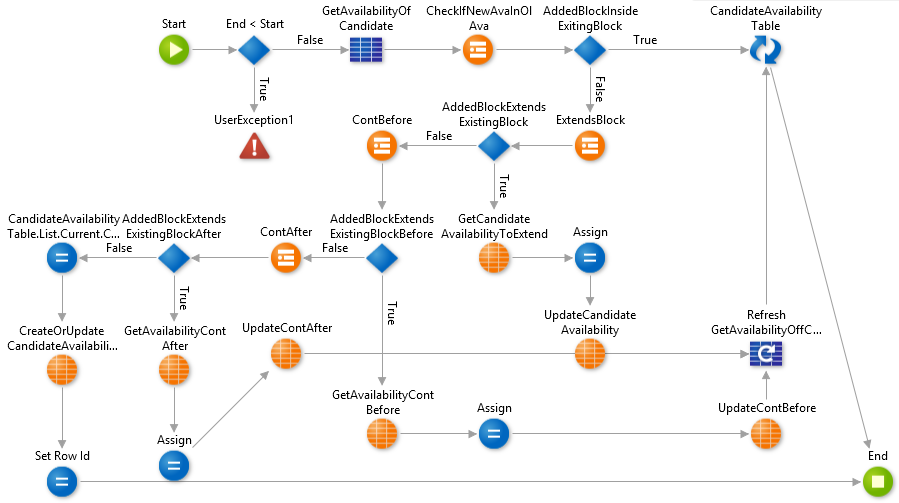 Start
End < Start
False
True
UserException1
GetAvailabilityOf
Candidate
CheckIfNewAvaInOl
Ava
AddedBlockInside
ExitingBlock
True
False
CandidateAvailability
Table
ContBefore
False
AddedBlockExtends
ExistingBlock
True
ExtendsBlock
CandidateAvailability
Table.List.Current.C...
False
AddedBlockExtends
ExistingBlockAfter
True
ContAfter
False
AddedBlockExtends
ExistingBlockBefore
True
GetCandidate
AvailabilityToExtend
Assign
CreateOrUpdate
CandidateAvailabili...
GetAvailabilityCont
After
UpdateContAfter
UpdateCandidate
Availability
Refresh
GetAvailabilityOffC...
GetAvailabilityCont
Before
Assign
UpdateContBefore
Set Row Id
Assign
End